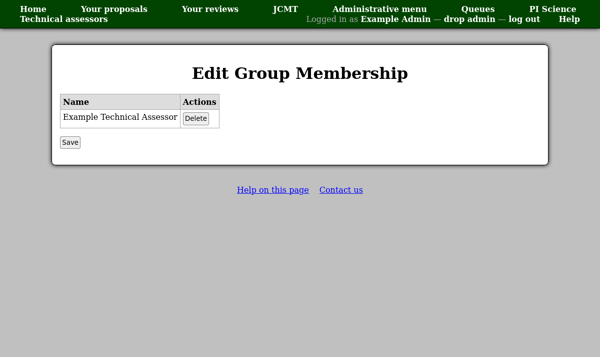 Home Your proposals Your reviews JCMT Administrative menu Queues PI Science
Technical assessors Logged in as Example Admin — drop admin — log out Help
Edit Group Membership
Name Actions
Example Technical Assessor Delete
Save
Help on this page Contact us